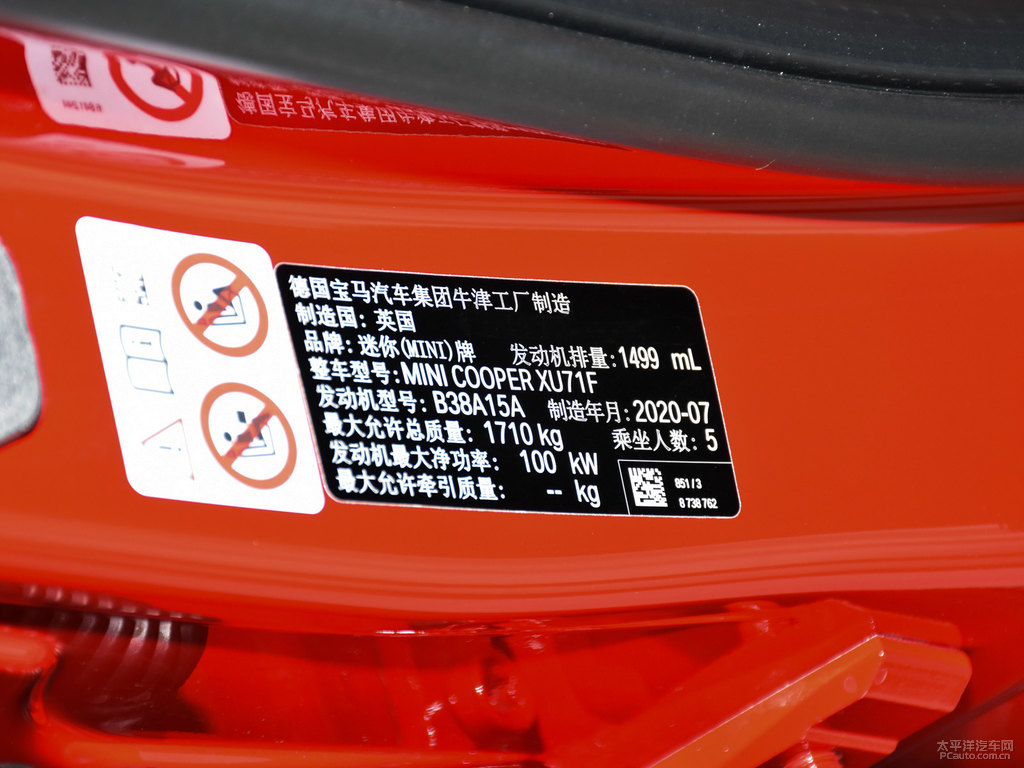 德国宝马汽车集团牛津工厂制造
制造国：英国
品牌：迷你(MINI)牌 发动机排量：1499 mL
整车型号：MINI COOPER XU71F
发动机型号：B38A15A 制造年月：2020-07
最大允许总质量：1710 kg 乘坐人数：5
发动机最大净功率：100 kW
最大允许牵引质量：-- kg
851/3
8 738 762
太平洋汽车网
PCauto.com.cn